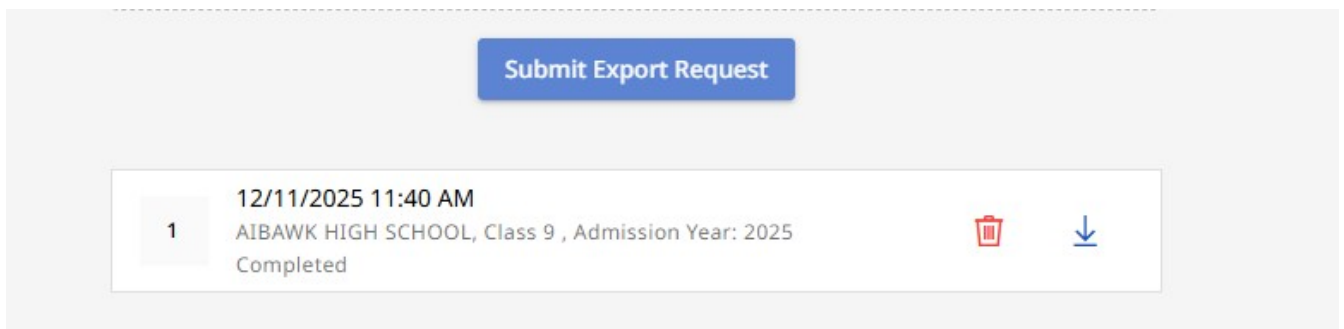 Submit Export Request
1
12/11/2025 11:40 AM
AIBAWK HIGH SCHOOL, Class 9 , Admission Year: 2025
Completed